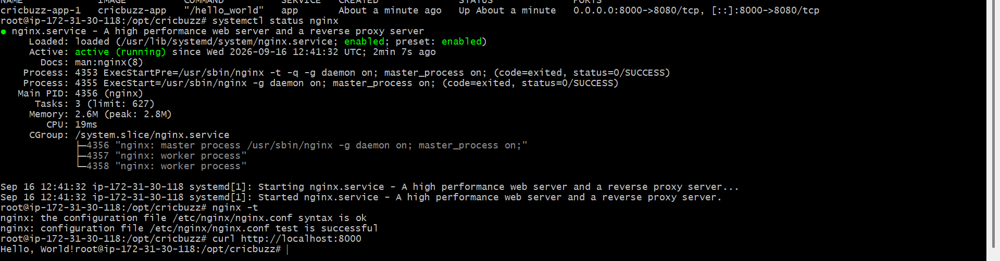 NAME IMAGE COMMAND SERVICE CREATED STATUS PORTS
cricbuzz-app-1 cricbuzz-app "/hello_world" app About a minute ago Up About a minute 0.0.0.0:8000->8080/tcp, [::]:8000->8080/tcp
root@ip-172-31-30-118:/opt/cricbuzz# systemctl status nginx
● nginx.service - A high performance web server and a reverse proxy server
Loaded: loaded (/usr/lib/systemd/system/nginx.service; enabled; preset: enabled)
Active: active (running) since Wed 2026-09-16 12:41:32 UTC; 2min 7s ago
Docs: man:nginx(8)
Process: 4353 ExecStartPre=/usr/sbin/nginx -t -q -g daemon on; master_process on; (code=exited, status=0/SUCCESS)
Process: 4355 ExecStart=/usr/sbin/nginx -g daemon on; master_process on; (code=exited, status=0/SUCCESS)
Main PID: 4356 (nginx)
Tasks: 3 (limit: 627)
Memory: 2.6M (peak: 2.8M)
CPU: 19ms
CGroup: /system.slice/nginx.service
├─4356 "nginx: master process /usr/sbin/nginx -g daemon on; master_process on;"
├─4357 "nginx: worker process"
└─4358 "nginx: worker process"
Sep 16 12:41:32 ip-172-31-30-118 systemd[1]: Starting nginx.service - A high performance web server and a reverse proxy server...
Sep 16 12:41:32 ip-172-31-30-118 systemd[1]: Started nginx.service - A high performance web server and a reverse proxy server.
root@ip-172-31-30-118:/opt/cricbuzz# nginx -t
nginx: the configuration file /etc/nginx/nginx.conf syntax is ok
nginx: configuration file /etc/nginx/nginx.conf test is successful
root@ip-172-31-30-118:/opt/cricbuzz# curl http://localhost:8000
Hello, World!root@ip-172-31-30-118:/opt/cricbuzz#